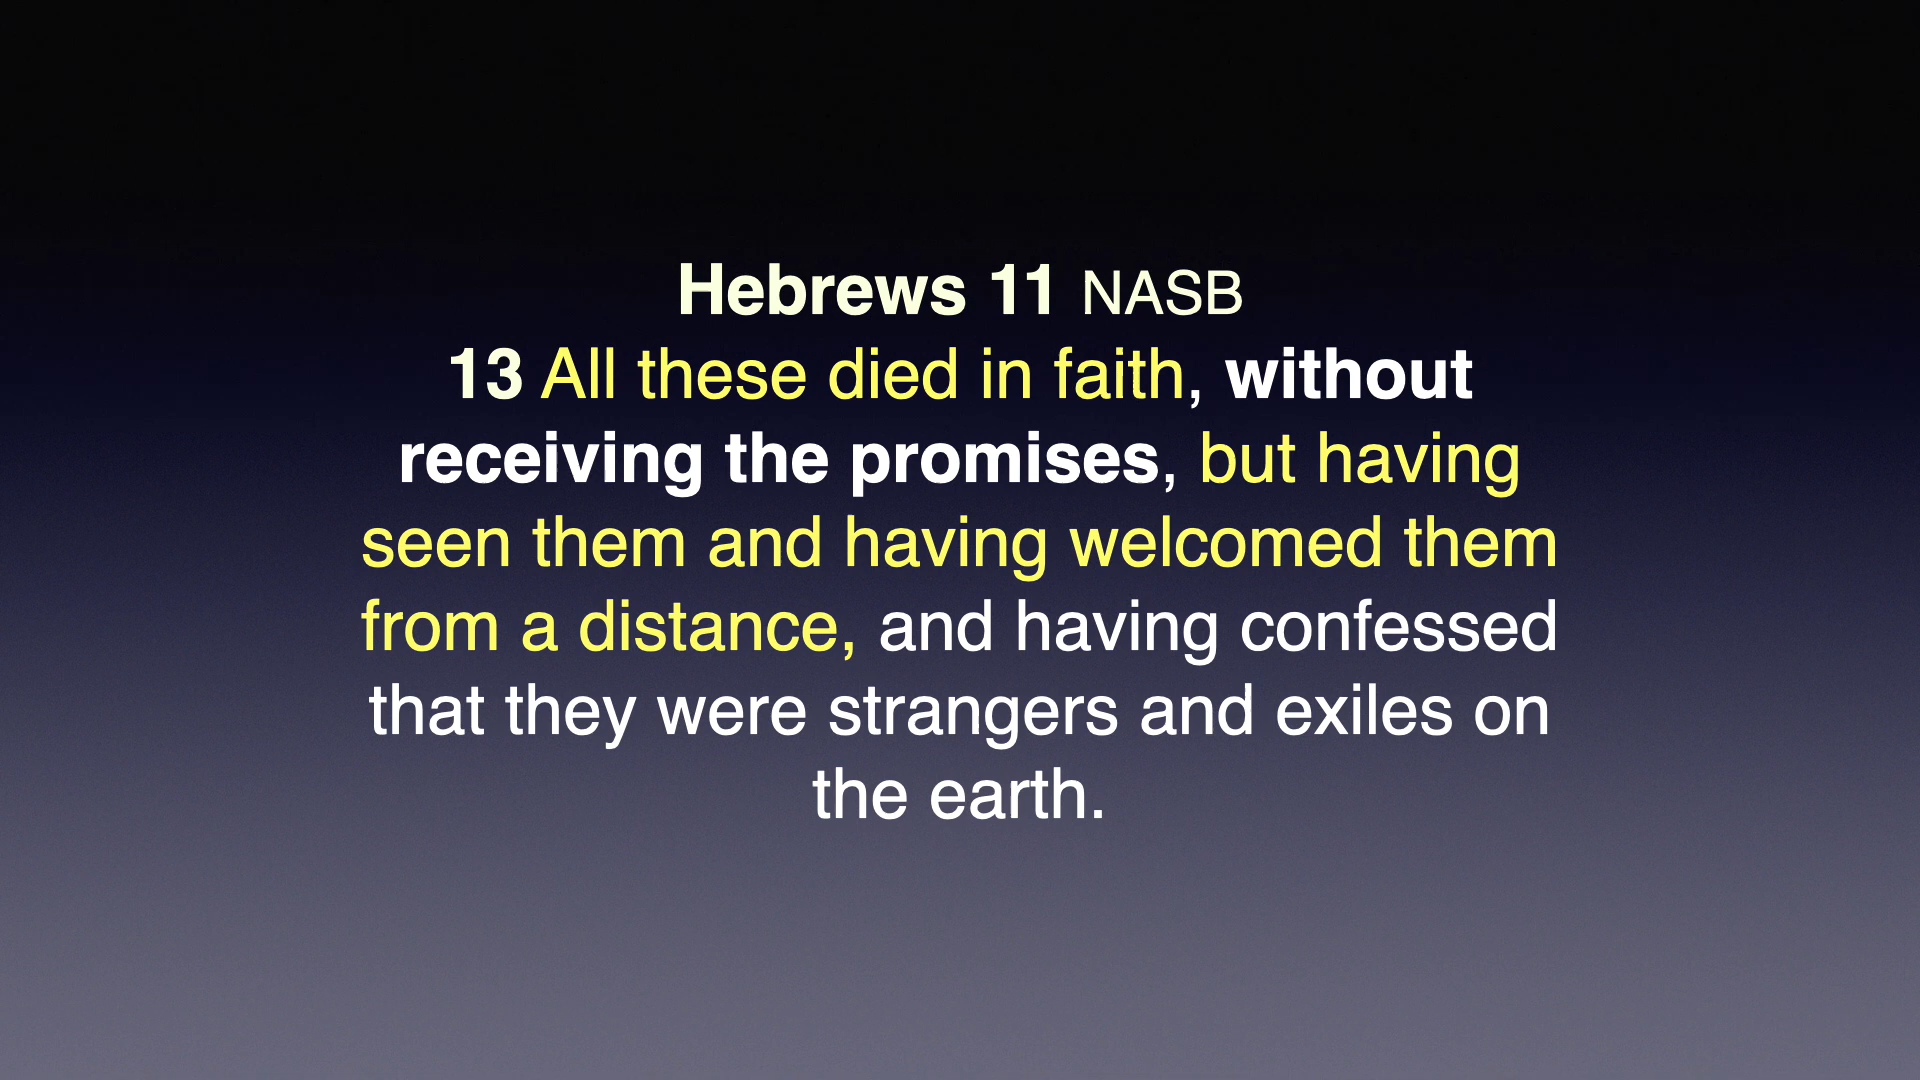 Hebrews 11 NASB
13 All these died in faith, without
receiving the promises, but having
seen them and having welcomed them
from a distance, and having confessed
that they were strangers and exiles on
the earth.